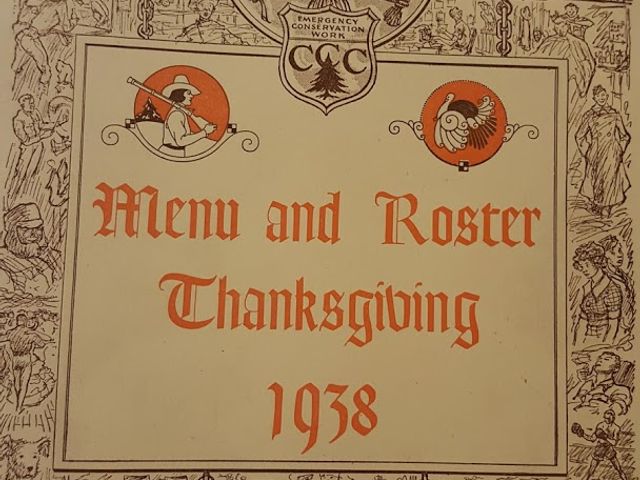 EMERGENCY
CONSERVATION
WORK
CCC
Menu and Roster
Thanksgiving
1938